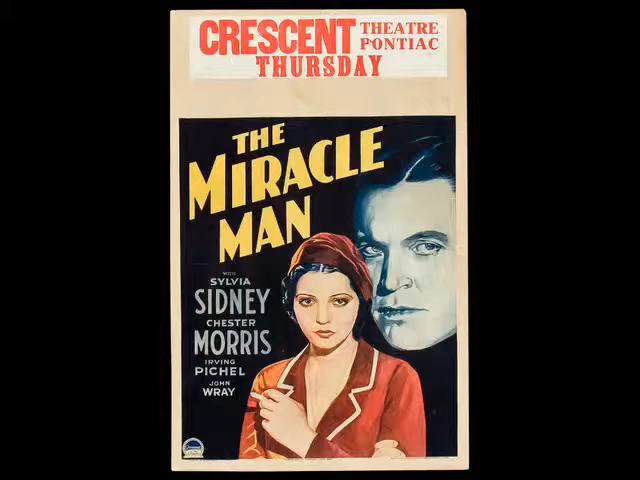 CRESCENT THEATRE PONTIAC
THURSDAY
THE
MIRACLE
MAN
WITH
SYLVIA
SIDNEY
CHESTER
MORRIS
IRVING
PICHEL
JOHN
WRAY